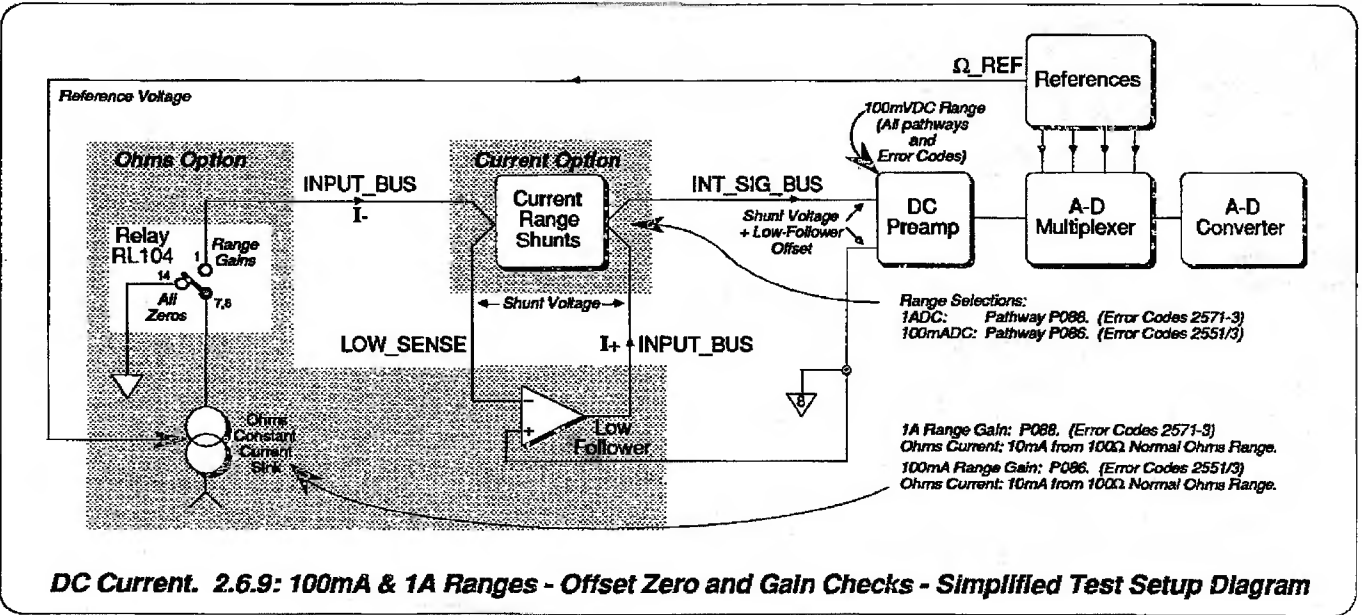 Ω_REF
References
Reference Voltage
100mVDC Range
(All pathways
and
Error Codes)
Ohms Option
Current Option
INPUT_BUS
I-
Current
Range
Shunts
INT_SIG_BUS
Shunt Voltage
+ Low-Follower
Offset
DC
Preamp
A-D
Multiplexer
A-D
Converter
Relay
RL104
1
Range
Gains
14
7,8
All
Zeros
Shunt Voltage
Range Selections:
1ADC: Pathway P088. (Error Codes 2571-3)
100mADC: Pathway P086. (Error Codes 2551/3)
LOW_SENSE
I+ INPUT_BUS
-
+
8
Low
Follower
Ohms
Constant
Current
Sink
1A Range Gain: P088. (Error Codes 2571-3)
Ohms Current: 10mA from 100Ω Normal Ohms Range.
100mA Range Gain: P086. (Error Codes 2551/3)
Ohms Current: 10mA from 100Ω Normal Ohms Range.
DC Current. 2.6.9: 100mA & 1A Ranges - Offset Zero and Gain Checks - Simplified Test Setup Diagram